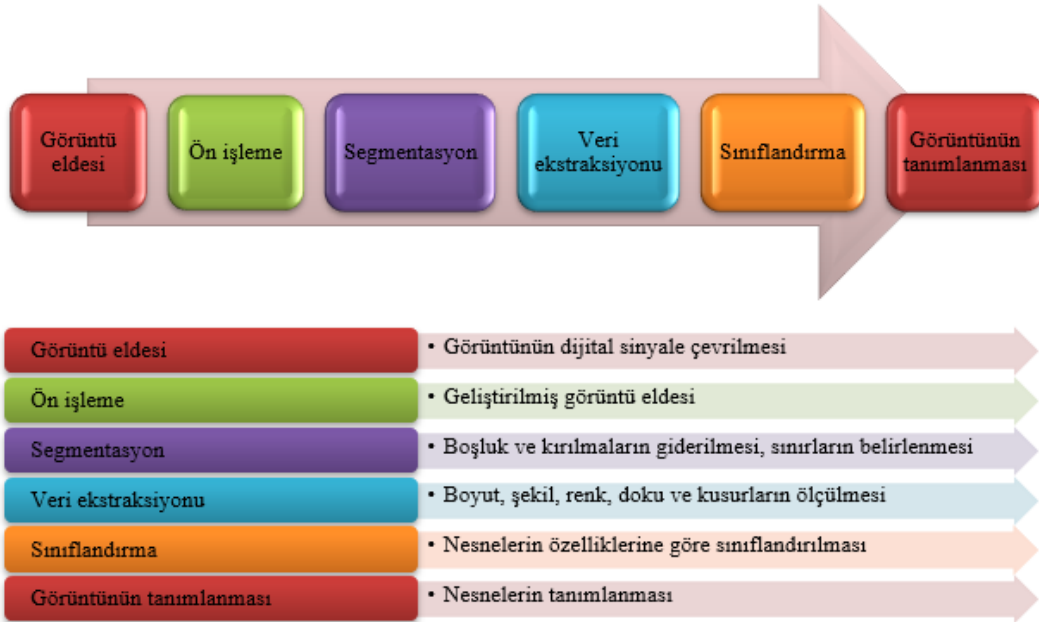 Görüntü
eldesi
Ön işleme
Segmentasyon
Veri
ekstraksiyonu
Sınıflandırma
Görüntünün
tanımlanması
Görüntü eldesi
• Görüntünün dijital sinyale çevrilmesi
Ön işleme
• Geliştirilmiş görüntü eldesi
Segmentasyon
• Boşluk ve kırılmaların giderilmesi, sınırların belirlenmesi
Veri ekstraksiyonu
• Boyut, şekil, renk, doku ve kusurların ölçülmesi
Sınıflandırma
• Nesnelerin özelliklerine göre sınıflandırılması
Görüntünün tanımlanması
• Nesnelerin tanımlanması